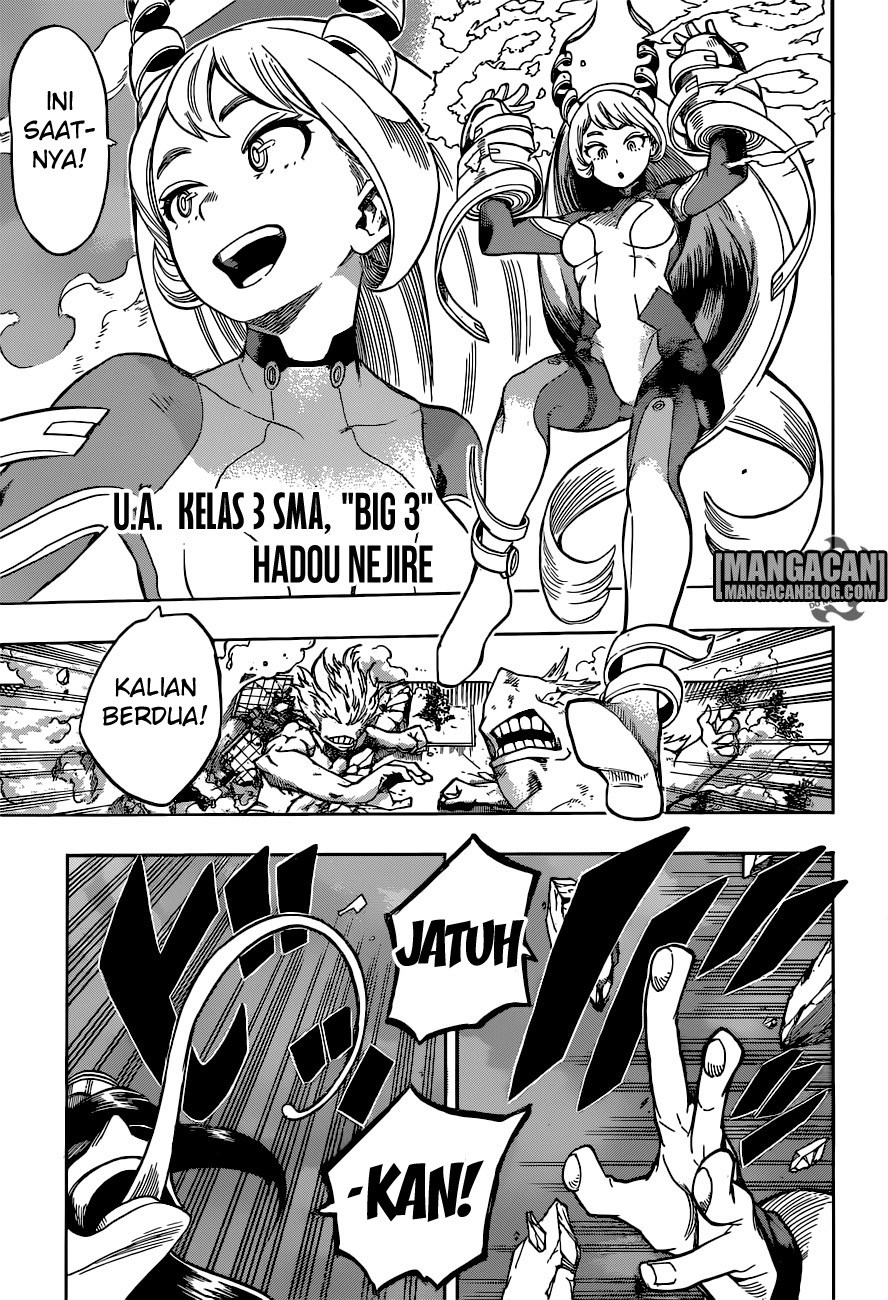 INI
SAAT-
NYA!
U.A. KELAS 3 SMA, "BIG 3"
HADOU NEJIRE
[MANGACAN]
MANGACANBLOG.COM
KALIAN
BERDUA!
JATUH
-KAN!